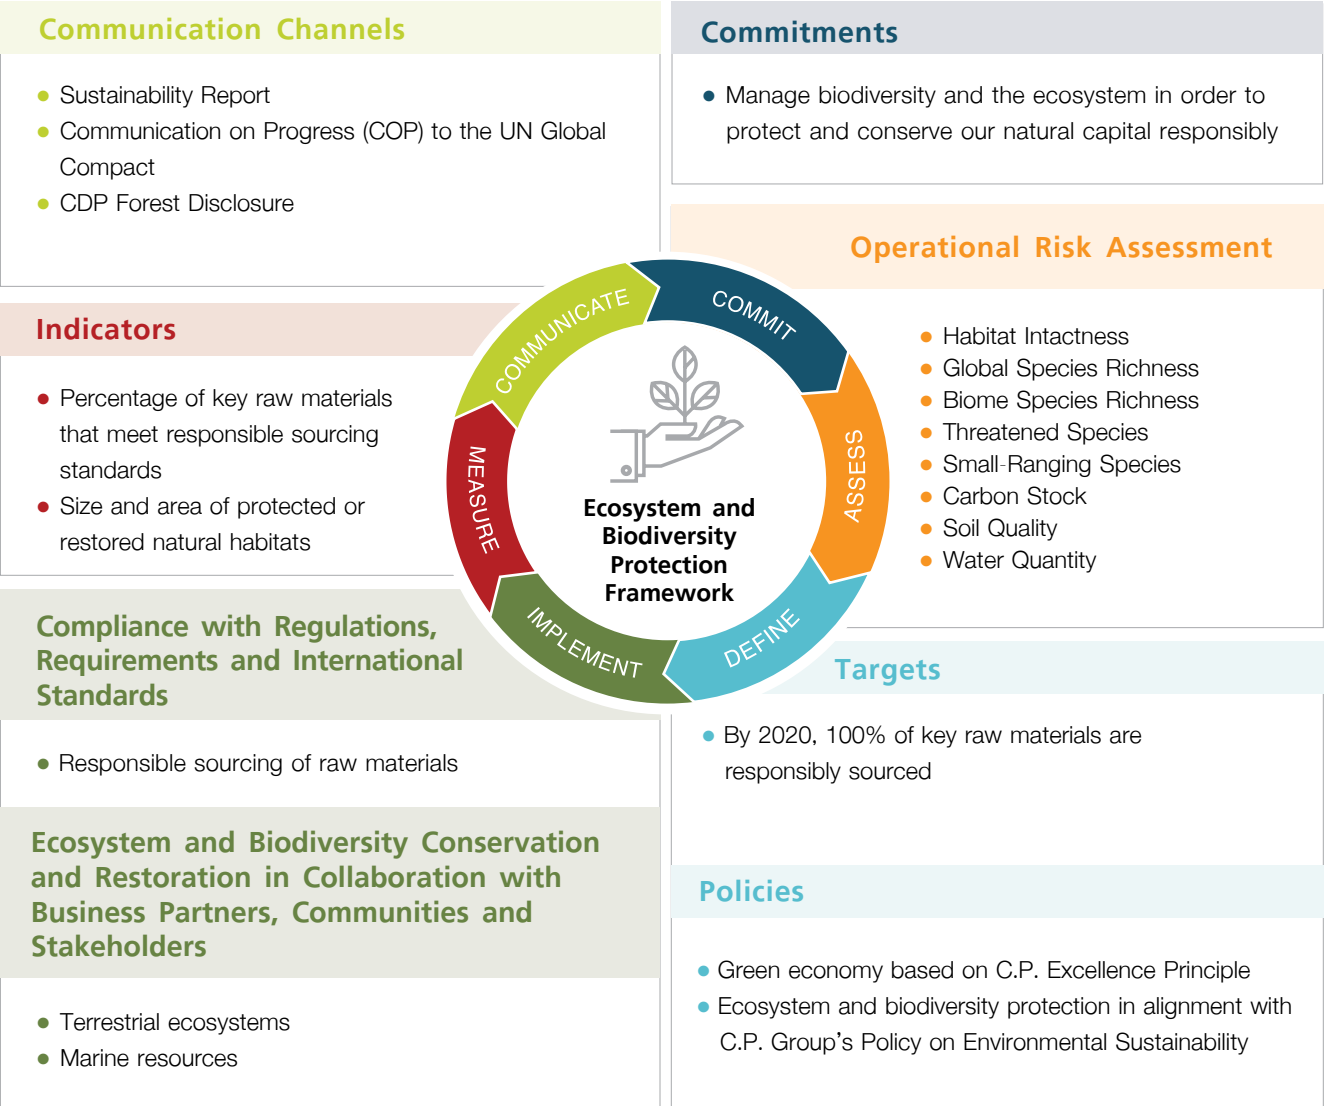 Communication Channels
Sustainability Report
Communication on Progress (COP) to the UN Global
Compact
CDP Forest Disclosure
Commitments
Manage biodiversity and the ecosystem in order to
protect and conserve our natural capital responsibly
Operational Risk Assessment
Habitat Intactness
Global Species Richness
Biome Species Richness
Threatened Species
Small-Ranging Species
Carbon Stock
Soil Quality
Water Quantity
Indicators
Percentage of key raw materials
that meet responsible sourcing
standards
Size and area of protected or
restored natural habitats
COMMUNICATE
COMMIT
ASSESS
DEFINE
IMPLEMENT
MEASURE
Ecosystem and
Biodiversity
Protection
Framework
Compliance with Regulations,
Requirements and International
Standards
Responsible sourcing of raw materials
Ecosystem and Biodiversity Conservation
and Restoration in Collaboration with
Business Partners, Communities and
Stakeholders
Terrestrial ecosystems
Marine resources
Targets
By 2020, 100% of key raw materials are
responsibly sourced
Policies
Green economy based on C.P. Excellence Principle
Ecosystem and biodiversity protection in alignment with
C.P. Group's Policy on Environmental Sustainability